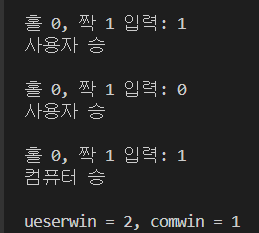 홀 0, 짝 1 입력: 1
사용자 승
홀 0, 짝 1 입력: 0
사용자 승
홀 0, 짝 1 입력: 1
컴퓨터 승
ueserwin = 2, comwin = 1